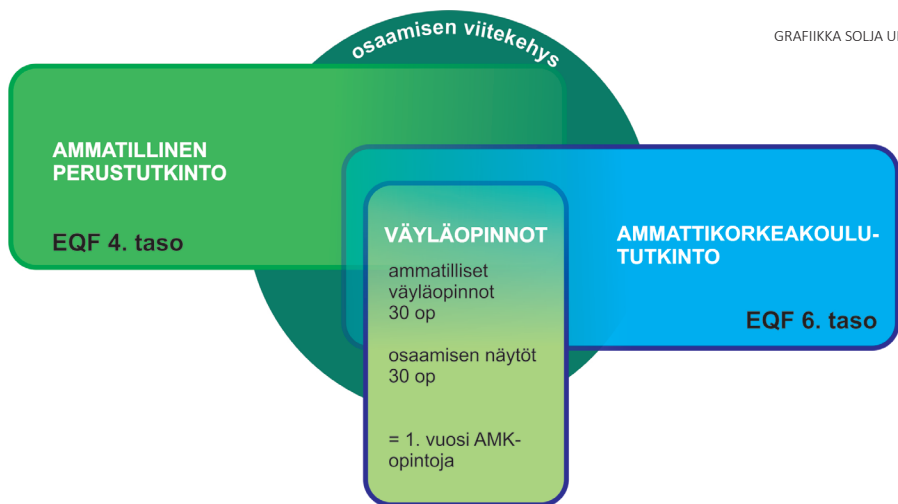 osaamisen viitekehys
GRAFIIKKA SOLJA
AMMATILLINEN
PERUSTUTKINTO
EQF 4. taso
VÄYLÄOPINNOT
ammatilliset
väyläopinnot
30 op
osaamisen näytöt
30 op
= 1. vuosi AMK-
opintoja
AMMATTIKORKEAKOULU-
TUTKINTO
EQF 6. taso